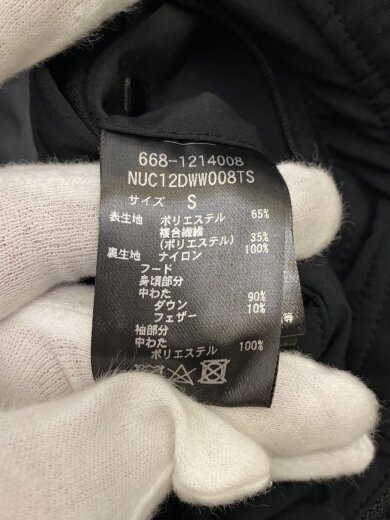 668-1214008
NUC12DWW008TS
サイズ S
表生地 ポリエステル 65%
複合繊維
(ポリエステル) 35%
裏生地 ナイロン 100%
フード
身頃部分
中わた
ダウン 90%
フェザー 10%
袖部分
中わた
ポリエステル 100%